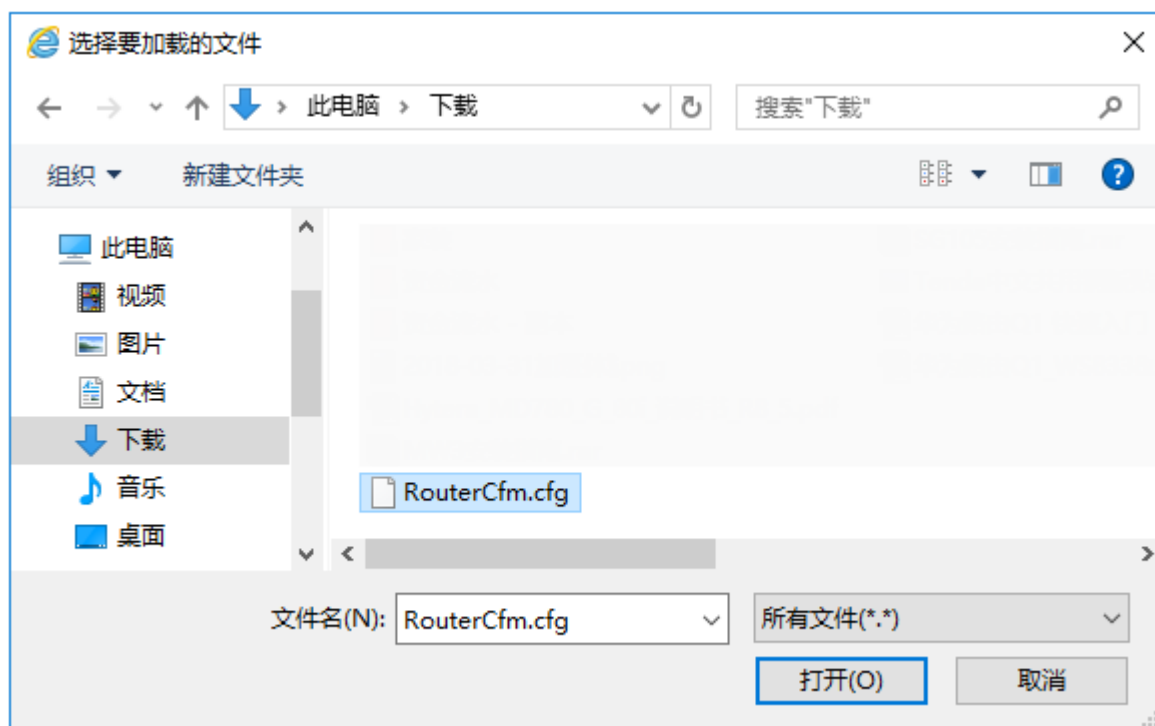 选择要加载的文件
此电脑 > 下载
搜索"下载"
组织
新建文件夹
此电脑
视频
图片
文档
下载
音乐
桌面
RouterCfm.cfg
文件名(N): RouterCfm.cfg
所有文件(*.*)
打开(O)
取消